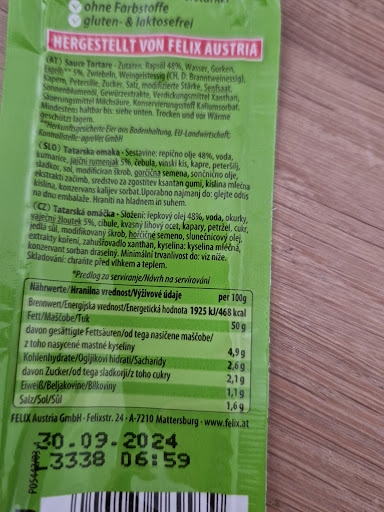 ✓ ohne Farbstoffe
✓ gluten- & laktosefrei
HERGESTELLT VON FELIX AUSTRIA
(AT) Sauce Tartare - Zutaten: Rapsöl 48%, Wasser, Gurken,
Eigelb** 5%, Zwiebeln, Weingeistessig (CH, D: Branntweinessig),
Kapern, Petersilie, Zucker, Salz, modifizierte Stärke, Senfsaat,
Sonnenblumenöl, Gewürzextrakte, Verdickungsmittel Xanthan,
Säuerungsmittel Milchsäure, Konservierungsstoff Kaliumsorbat.
Mindestens haltbar bis: siehe unten. Trocken und vor Wärme
geschützt lagern.
**Herkunftsgesicherte Eier aus Bodenhaltung, EU-Landwirtschaft;
Kontrollstelle: agroVet GmbH
(SLO) Tatarska omaka - Sestavine: repično olje 48%, voda,
kumarice, jajčni rumenjak 5%, čebula, vinski kis, kapre, peteršilj,
sladkor, sol, modificiran škrob, gorčična semena, sončnično olje,
ekstrakti začimb, sredstvo za zgostitev ksantan gumi, kislina mlečna
kislina, konzervans kalijev sorbat. Uporabno najmanj do: glejte odtis
na dnu embalaže. Hraniti na hladnem in suhem.
(CZ) Tatarská omáčka - Složení: řepkový olej 48%, voda, okurky,
vaječný žloutek 5%, cibule, kvasný lihový ocet, kapary, petržel, cukr,
jedlá sůl, modifikovaný škrob, hořčičné semeno, slunečnicový olej,
extrakty koření, zahušťovadlo xanthan, kyselina: kyselina mléčná,
konzervant sorban draselný. Minimální trvanlivost do: viz níže.
Skladování: chraňte před vlhkem a teplem.
*Predlog za serviranje/Návrh na servírování
Nährwerte/Hranilna vrednost/Výživové údaje per 100g
Brennwert/Energijska vrednost/Energetická hodnota 1925 kJ/468 kcal
Fett/Maščobe/Tuk 50 g
davon gesättigte Fettsäuren/od tega nasičene maščobe/
z toho nasycené mastné kyseliny 4,9 g
Kohlenhydrate/Ogljikovi hidrati/Sacharidy 2,6 g
davon Zucker/od tega sladkorji/z toho cukry 2,1 g
Eiweiß/Beljakovine/Bílkoviny 1,1 g
Salz/Sol/Sůl 1,6 g
FELIX Austria GmbH · Felixstr. 24 · A-7210 Mattersburg · www.felix.at
30.09.2024
L3338 06:59